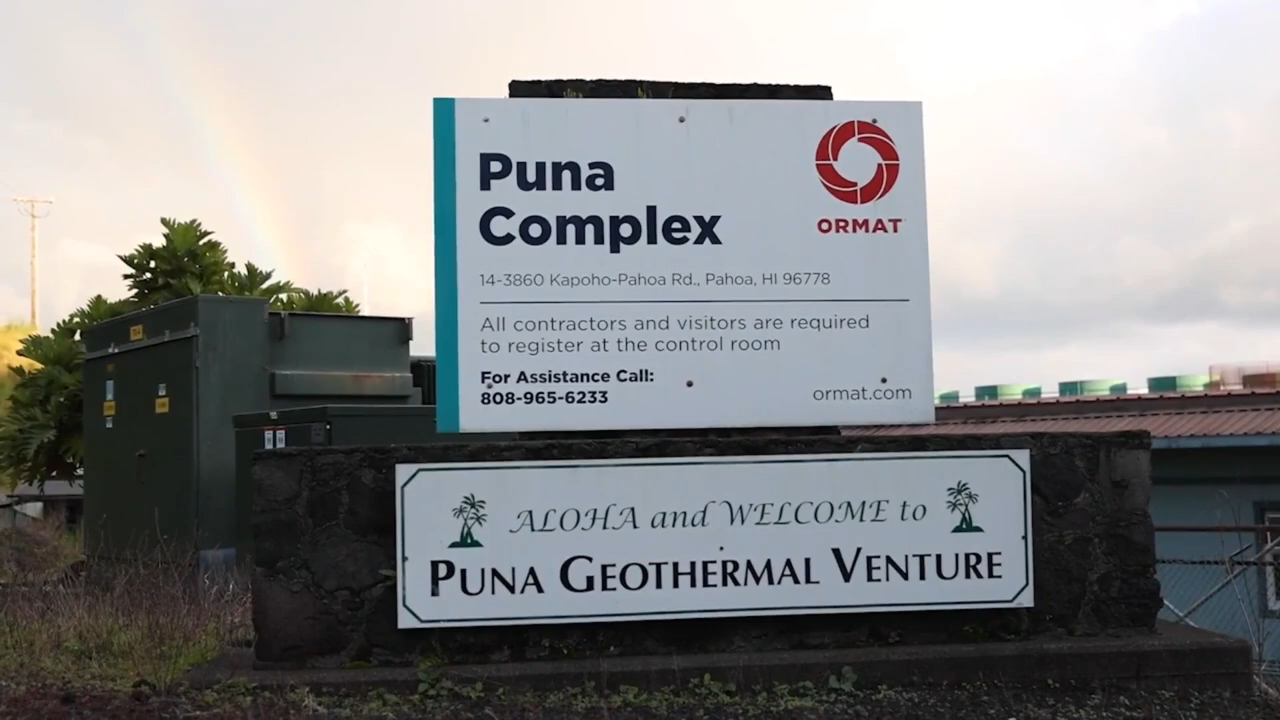 Puna
Complex
ORMAT
14-3860 Kapoho-Pahoa Rd., Pahoa, HI 96778
All contractors and visitors are required
to register at the control room
For Assistance Call:
808-965-6233
ormat.com
ALOHA and WELCOME to
PUNA GEOTHERMAL VENTURE